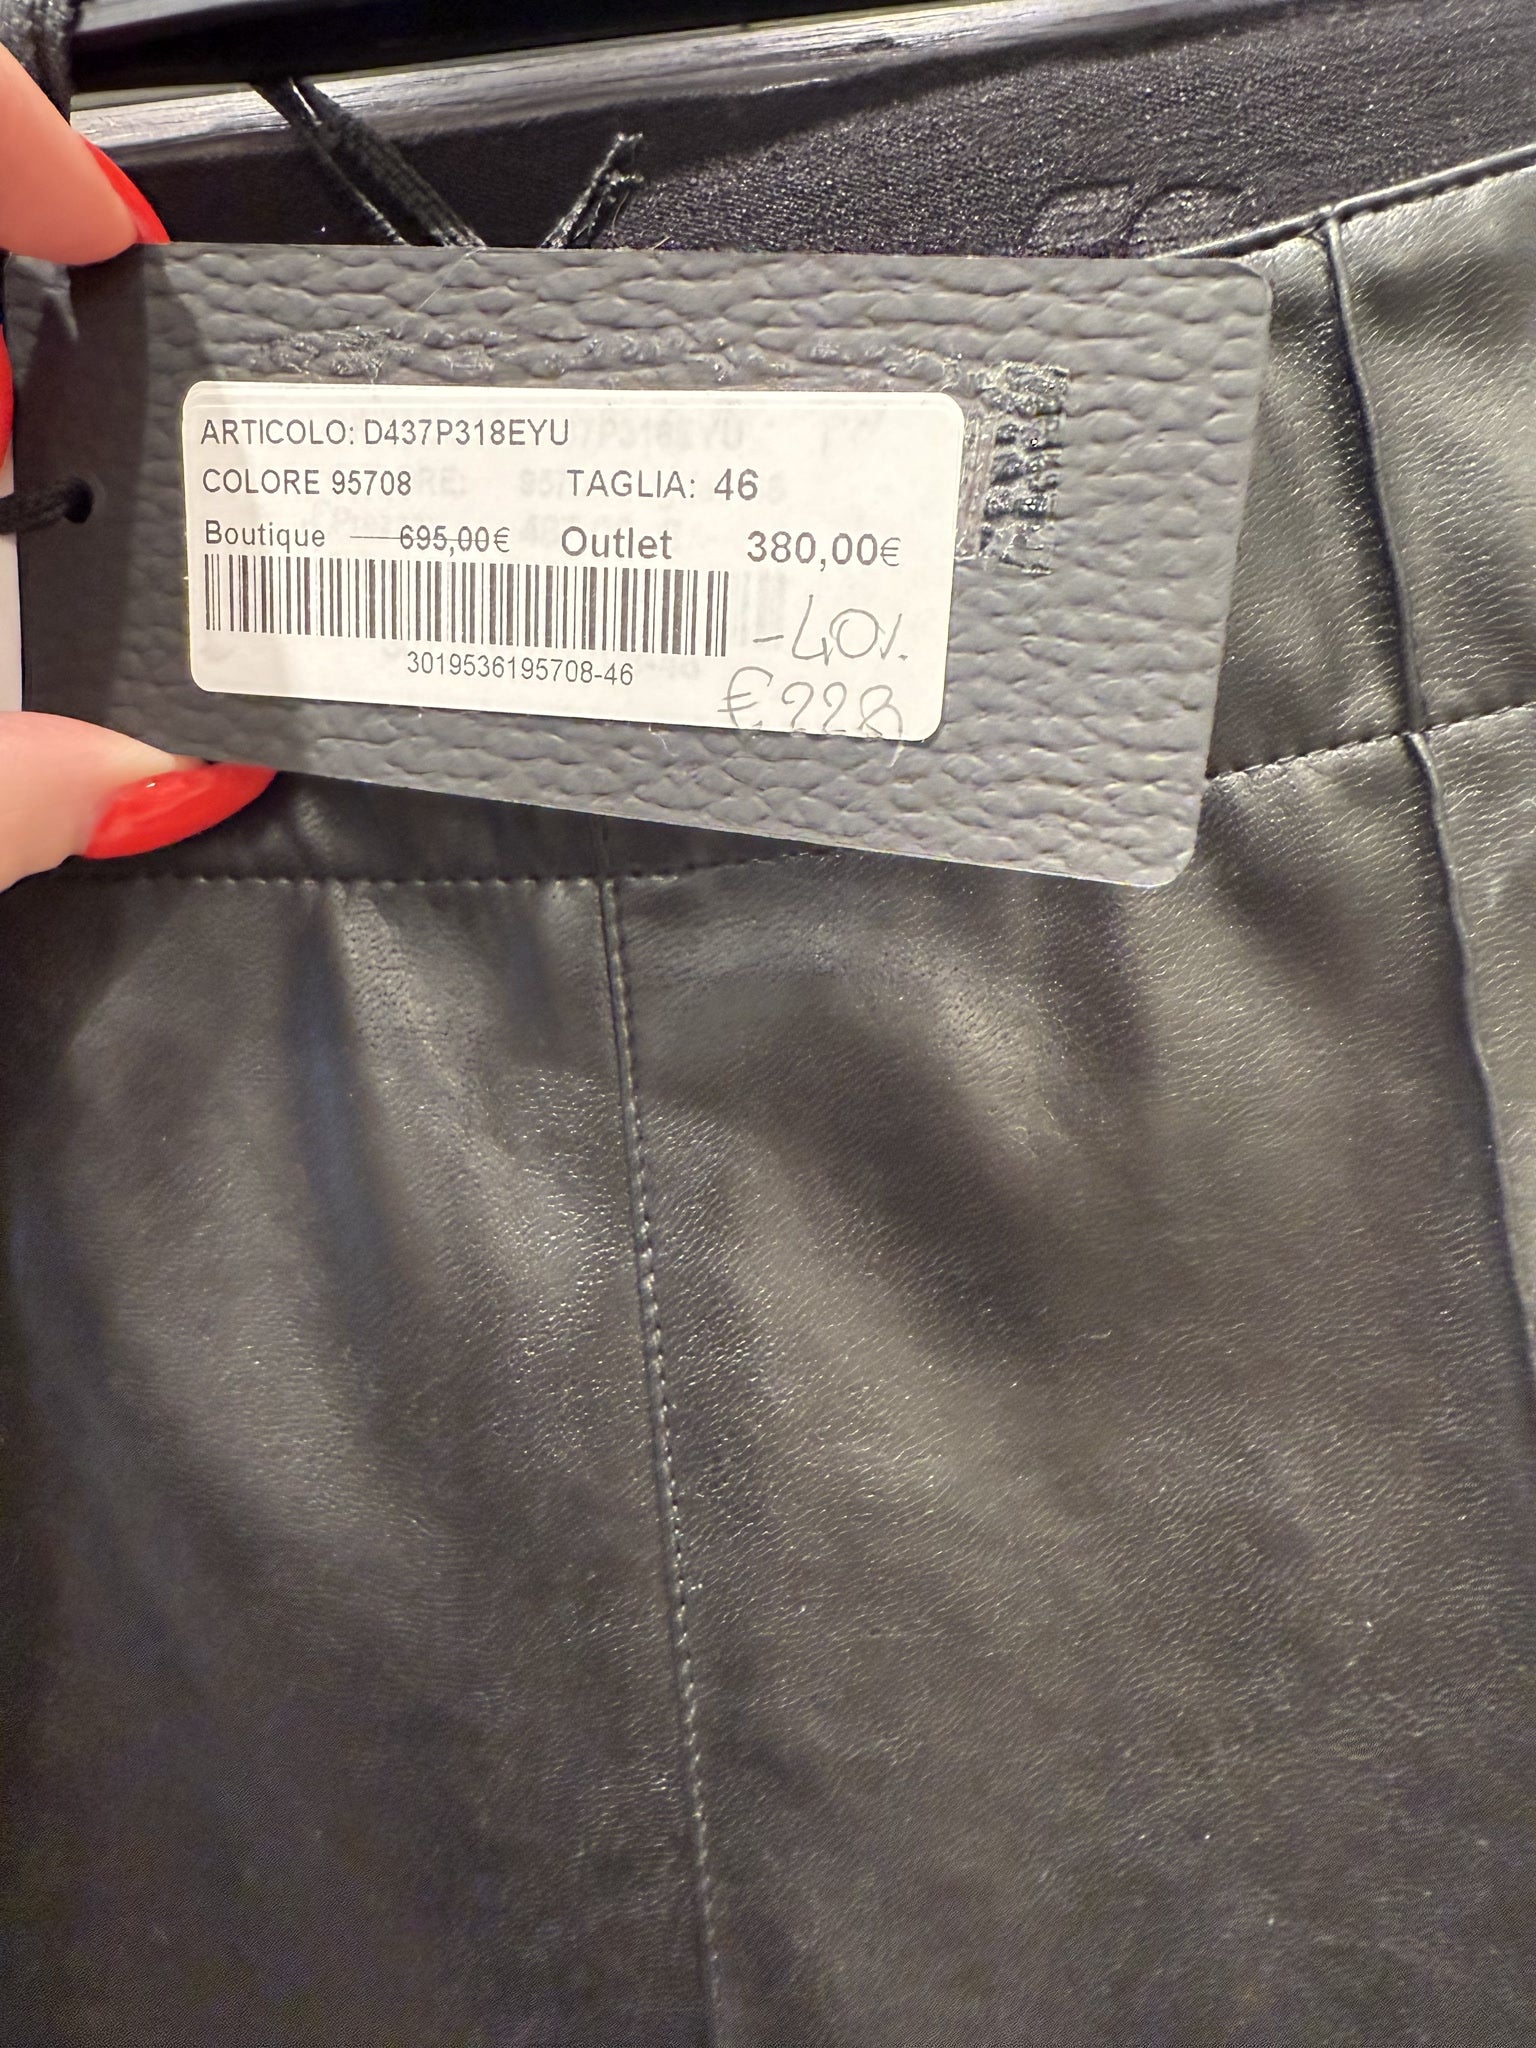 ARTICOLO: D437P318EYU
COLORE 95708 TAGLIA: 46
Boutique 695,00€ Outlet 380,00€
-40%
3019536195708-46
€228